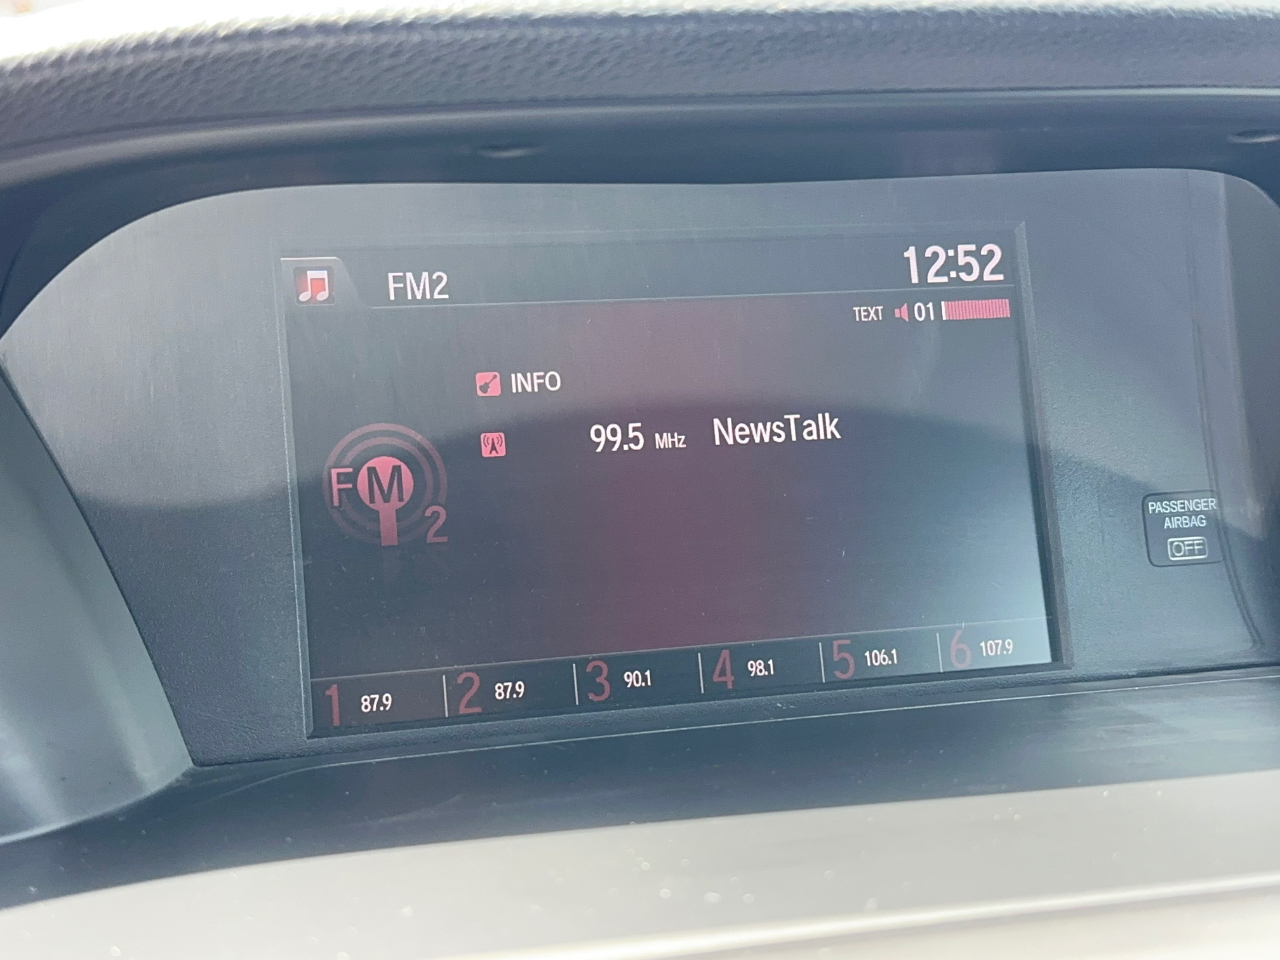 FM2
12:52
TEXT 01
INFO
99.5 MHz NewsTalk
FM 2
PASSENGER
AIRBAG
OFF
1 87.9 2 87.9 3 90.1 4 98.1 5 106.1 6 107.9